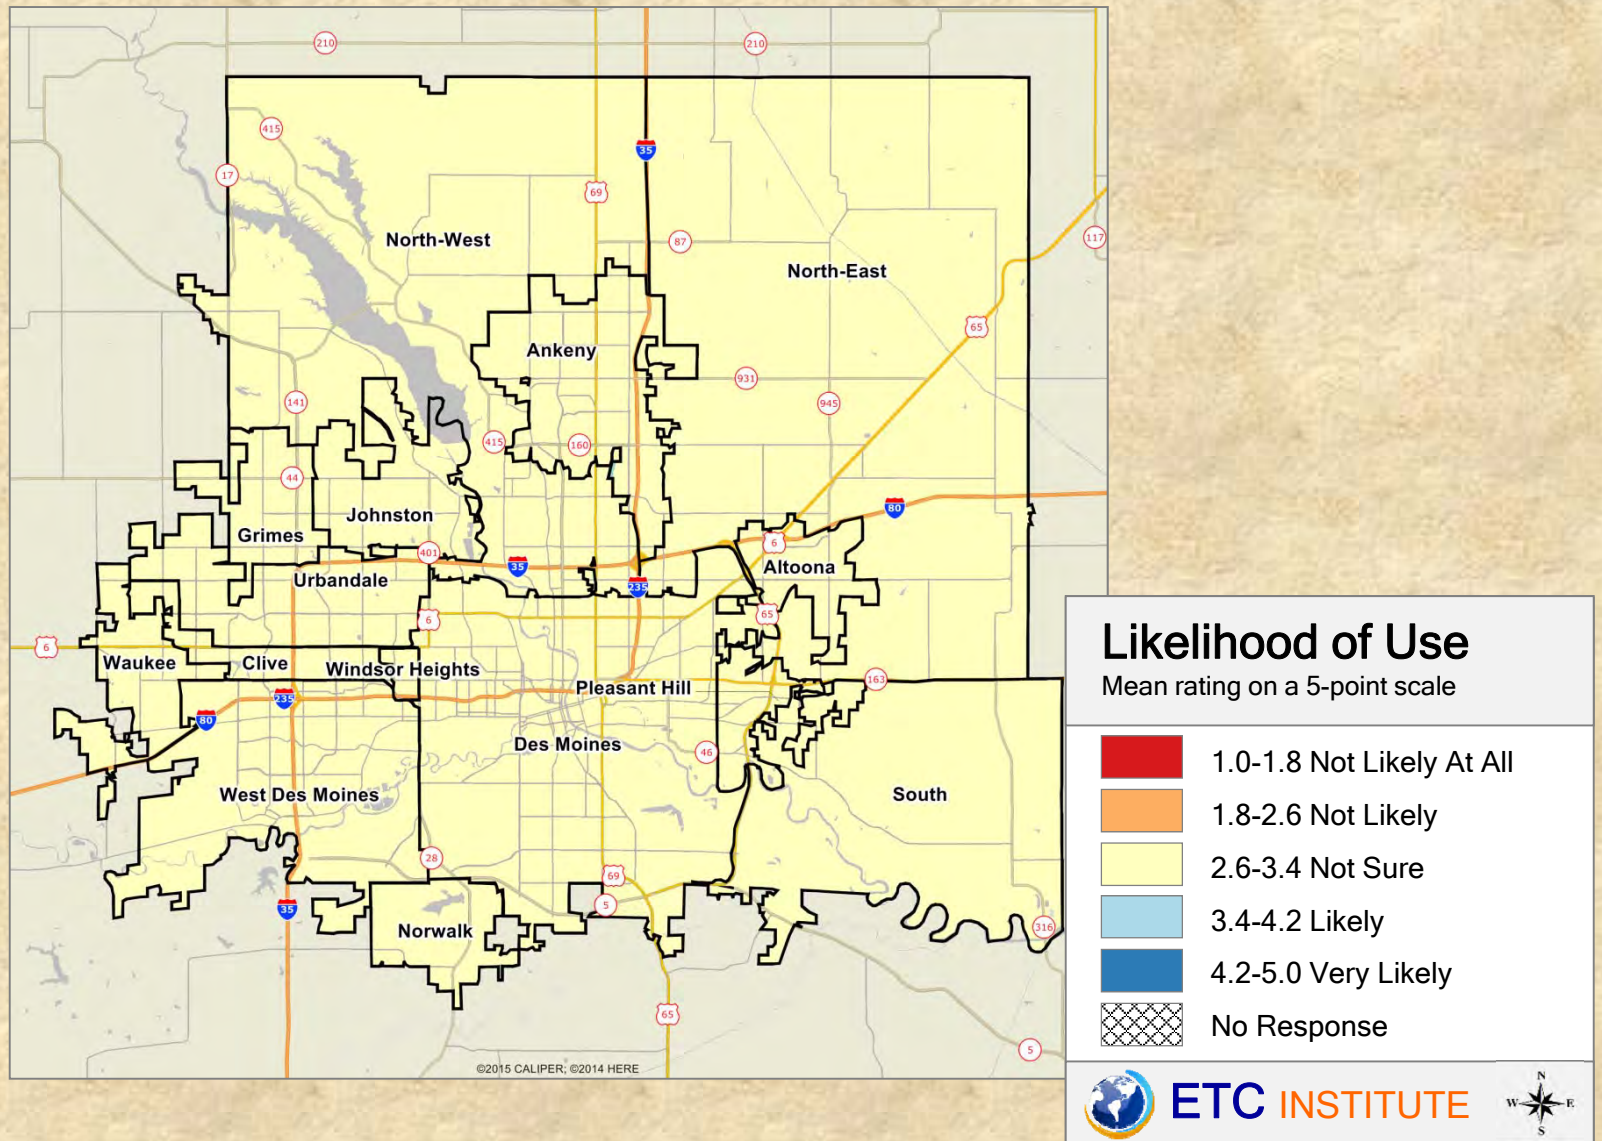 210
210
415
35
17
69
North-West
87
117
North-East
65
Ankeny
931
141
945
415
160
44
80
Johnston
Grimes
401
6
35
Altoona
Urbandale
235
65
6
6
Waukee
Clive
Windsor Heights
163
Pleasant Hill
235
80
Des Moines
46
West Des Moines
South
28
69
5
35
316
Norwalk
65
5
©2015 CALIPER; ©2014 HERE
Likelihood of Use
Mean rating on a 5-point scale
1.0-1.8 Not Likely At All
1.8-2.6 Not Likely
2.6-3.4 Not Sure
3.4-4.2 Likely
4.2-5.0 Very Likely
No Response
ETC INSTITUTE
N
W E
S